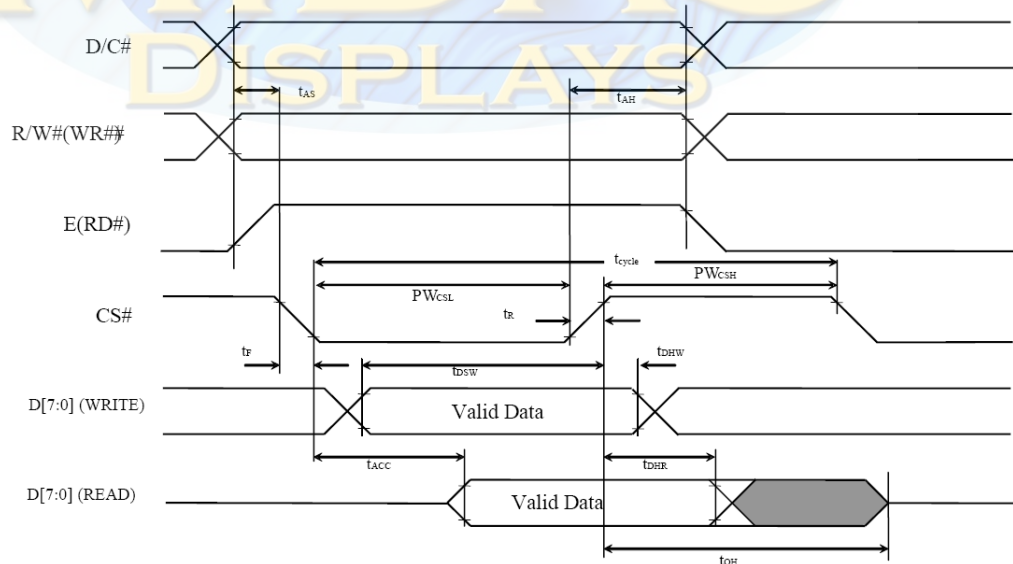 D/C#
DISPLAYS
tAS
tAH
R/W#(WR##)
E(RD#)
tcycle
PWCSL
PWCSH
CS#
tR
tF
tDSW
tDHW
D[7:0] (WRITE)
Valid Data
tACC
tDHR
D[7:0] (READ)
Valid Data
tOH